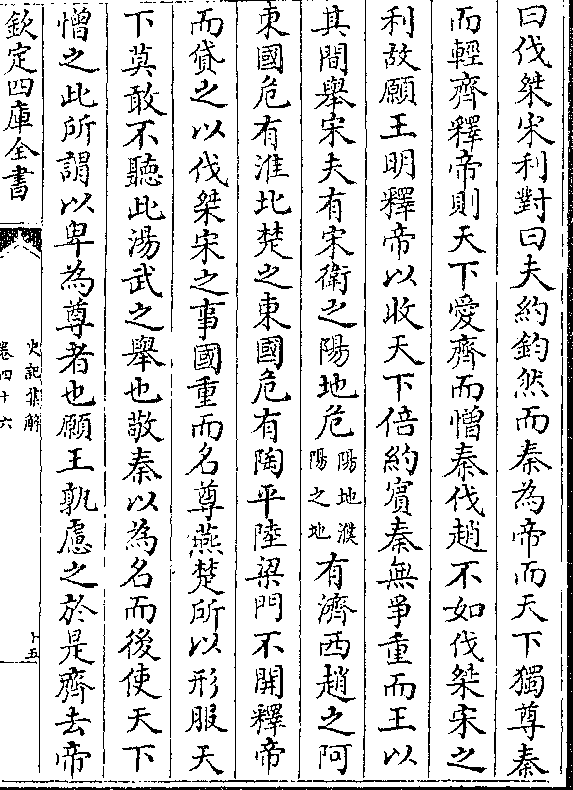 曰伐桀宋利對曰夫約鈞然而秦為帝而天下獨尊秦
而輕齊釋帝則天下愛齊而憎秦伐趙不如伐桀宋之
利故願王明釋帝以收天下倍約賓秦無爭重而王以
其間舉宋夫有宋衛之陽地危陽地濮陽之地有濟西趙之阿
東國危有淮北楚之東國危有陶平陸梁門不開釋帝
而貸之以伐桀宋之事國重而名尊燕楚所以形服天
下莫敢不聽此湯武之舉也敬秦以為名而後使天下
憎之此所謂以卑為尊者也願王孰慮之於是齊去帝
欽定四庫全書
史記集解
卷四十六
十五